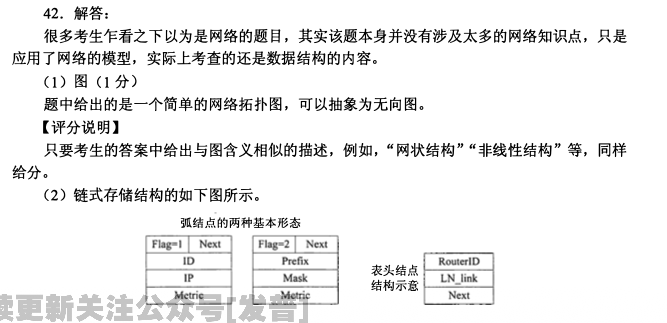 42. 解答：
很多考生乍看之下以为是网络的题目，其实该题本身并没有涉及太多的网络知识点，只是
应用了网络的模型，实际上考查的还是数据结构的内容。
（1）图（1 分）
题中给出的是一个简单的网络拓扑图，可以抽象为无向图。
【评分说明】
只要考生的答案中给出与图含义相似的描述，例如，“网状结构”“非线性结构”等，同样
给分。
（2）链式存储结构的如下图所示。
弧结点的两种基本形态
Flag=1 Next
ID
IP
Metric
Flag=2 Next
Prefix
Mask
Metric
表头结点
结构示意
RouterID
LN_link
Next
续更新关注公众号[发普]